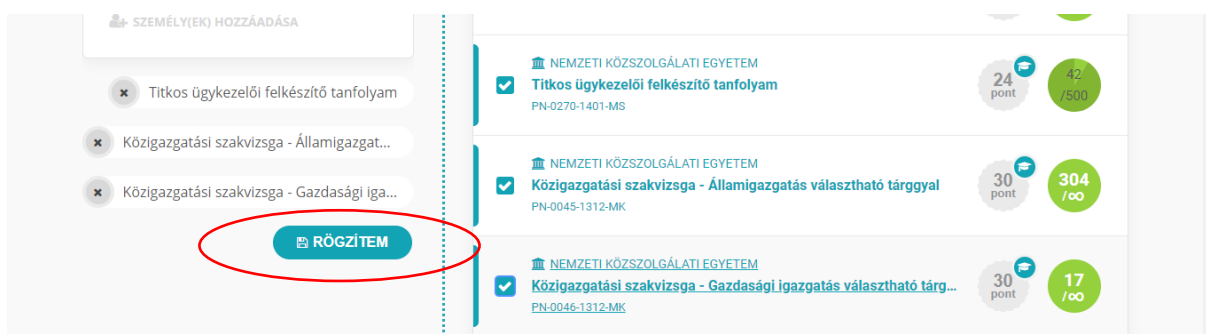 SZEMÉLY(EK) HOZZÁADÁSA
Titkos ügykezelői felkészítő tanfolyam
Közigazgatási szakvizsga - Államigazgat...
Közigazgatási szakvizsga - Gazdasági iga...
RÖGZÍTEM
NEMZETI KÖZSZOLGÁLATI EGYETEM
Titkos ügykezelői felkészítő tanfolyam
PN-0270-1401-MS
24
pont
42
/500
NEMZETI KÖZSZOLGÁLATI EGYETEM
Közigazgatási szakvizsga - Államigazgatás választható tárggyal
PN-0045-1312-MK
30
pont
304
/∞
NEMZETI KÖZSZOLGÁLATI EGYETEM
Közigazgatási szakvizsga - Gazdasági igazgatás választható tárg...
PN-0046-1312-MK
30
pont
17
/∞